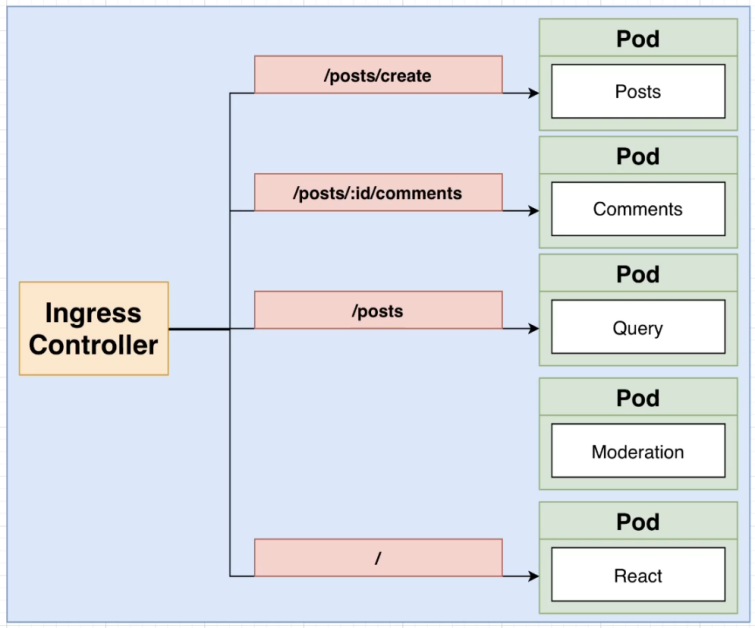 Pod
/posts/create
Posts
Pod
/posts/:id/comments
Comments
Pod
Ingress
Controller
/posts
Query
Pod
Moderation
Pod
/
React